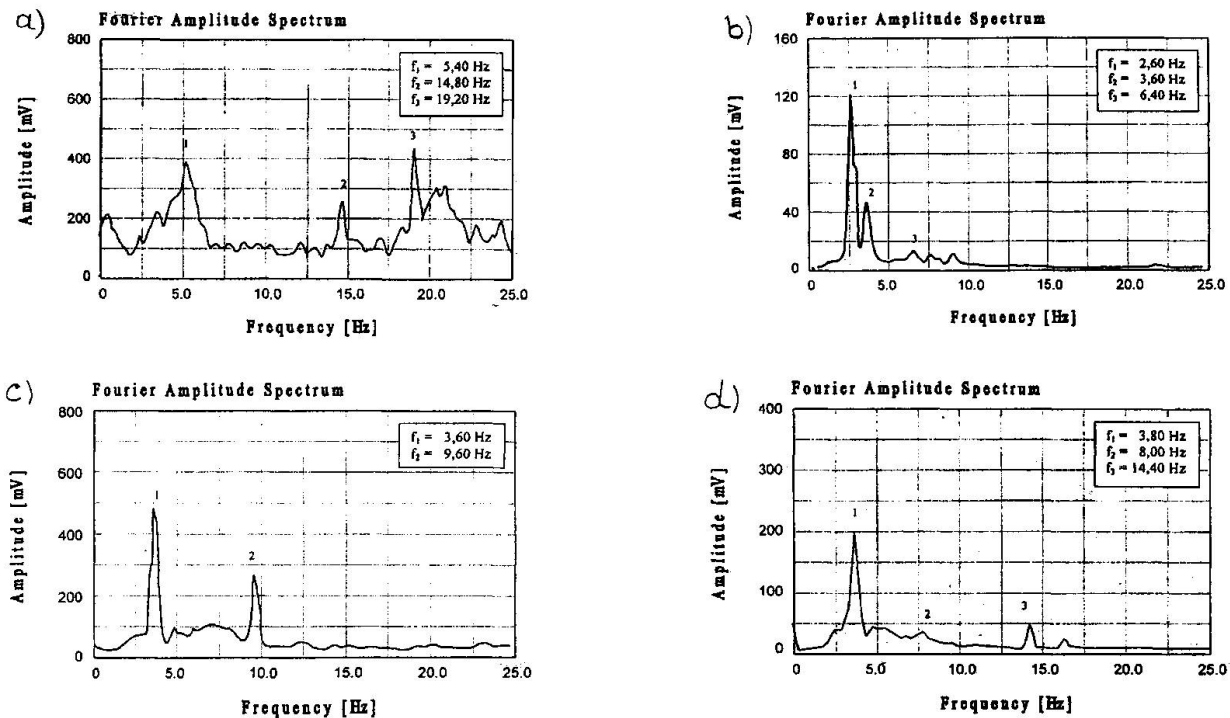 a)
Fourier Amplitude Spectrum
800
600
400
200
0
Amplitude [mV]
f₁ = 5,40 Hz
f₂ = 14,80 Hz
f₃ = 19,20 Hz
1
2
3
0 5.0 10.0 15.0 20.0 25.0
Frequency [Hz]
b)
Fourier Amplitude Spectrum
160
120
80
40
0
Amplitude [mV]
f₁ = 2,60 Hz
f₂ = 3,60 Hz
f₃ = 6,40 Hz
1
2
3
0 5.0 10.0 15.0 20.0 25.0
Frequency [Hz]
c)
Fourier Amplitude Spectrum
800
600
400
200
0
Amplitude [mV]
f₁ = 3,60 Hz
f₂ = 9,60 Hz
1
2
0.0 5.0 10.0 15.0 20.0 25.0
Frequency [Hz]
d)
Fourier Amplitude Spectrum
400
300
200
100
0
Amplitude [mV]
f₁ = 3,80 Hz
f₂ = 8,00 Hz
f₃ = 14,40 Hz
1
2
3
0.0 5.0 10.0 15.0 20.0 25.0
Frequency [Hz]